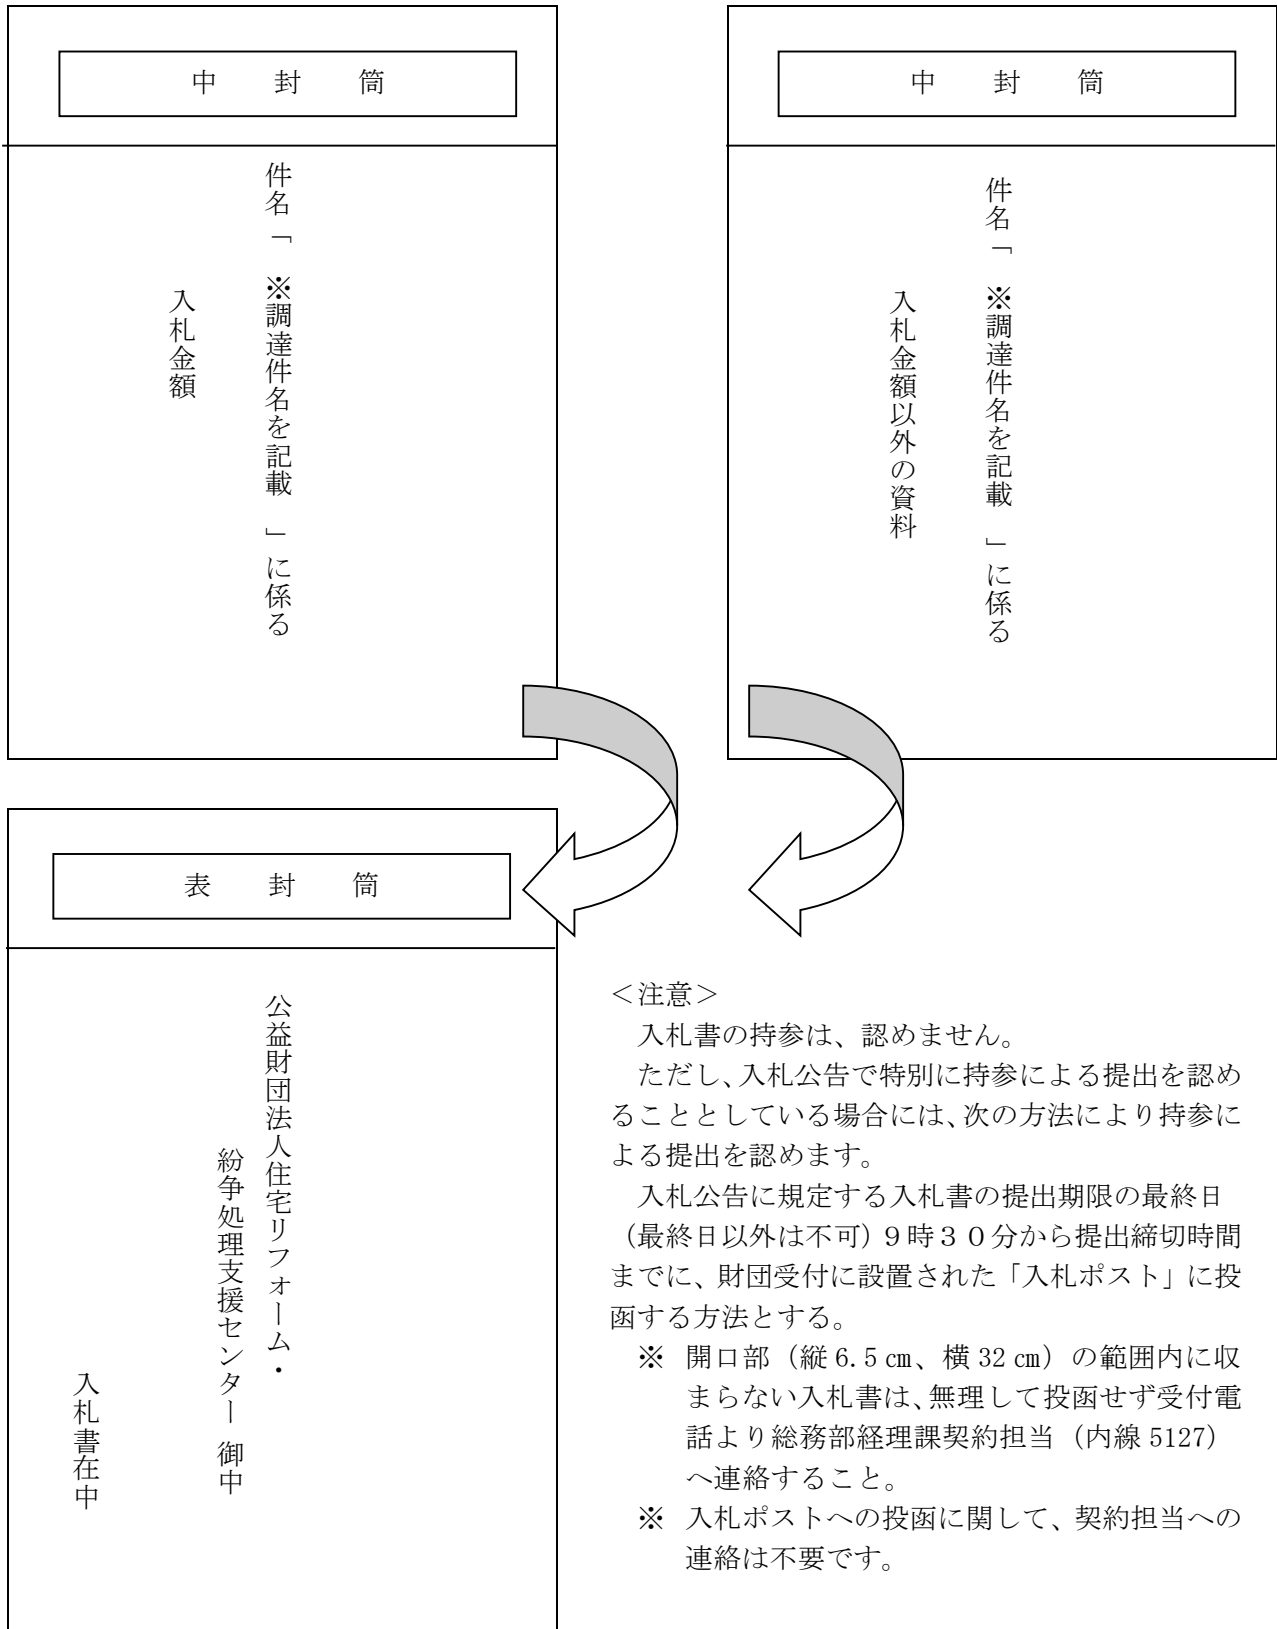 中　封　筒
件名「　※調達件名を記載　」に係る
入札金額
中　封　筒
件名「　※調達件名を記載　」に係る
入札金額以外の資料
表　封　筒
公益財団法人住宅リフォーム・
紛争処理支援センター 御中
入札書在中
＜注意＞
入札書の持参は、認めません。
ただし、入札公告で特別に持参による提出を認め
ることとしている場合には、次の方法により持参に
よる提出を認めます。
入札公告に規定する入札書の提出期限の最終日
（最終日以外は不可）９時３０分から提出締切時間
までに、財団受付に設置された「入札ポスト」に投
函する方法とする。
※ 開口部（縦 6.5 ㎝、横 32 ㎝）の範囲内に収
まらない入札書は、無理して投函せず受付電
話より総務部経理課契約担当（内線 5127）
へ連絡すること。
※ 入札ポストへの投函に関して、契約担当への
連絡は不要です。